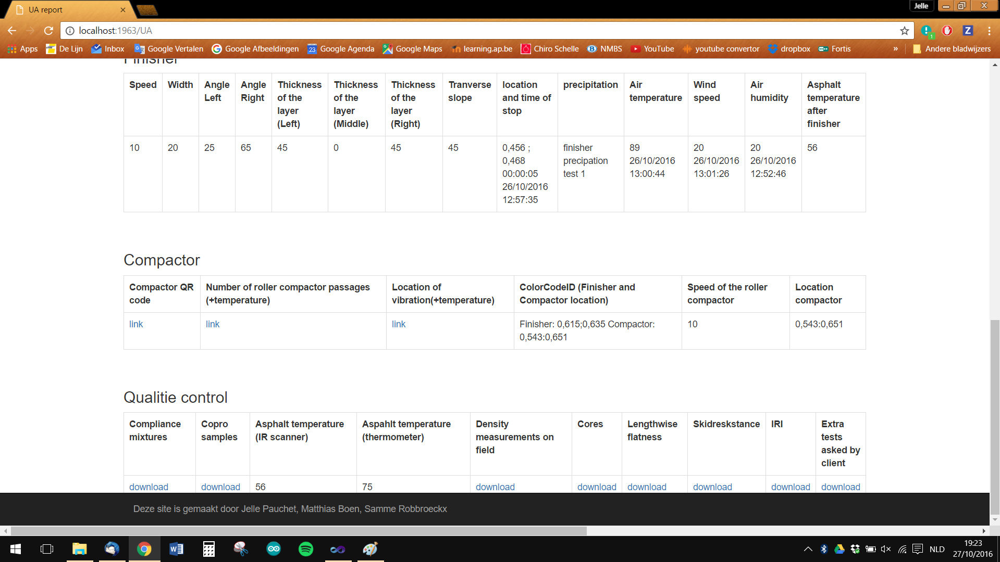 UA report
Jelle
localhost:1963/UA
1
Apps De Lijn Inbox Google Vertalen Google Afbeeldingen 23 Google Agenda Google Maps learning.ap.be Chiro Schelle B NMBS YouTube youtube convertor dropbox Fortis » Andere bladwijzers
Finisher
Speed Width Angle Left Angle Right Thickness of the layer (Left) Thickness of the layer (Middle) Thickness of the layer (Right) Tranverse slope location and time of stop precipitation Air temperature Wind speed Air humidity Asphalt temperature after finisher
10 20 25 65 45 0 45 45 0,456 ; 0,468 00:00:05 26/10/2016 12:57:35 finisher precipation test 1 89 26/10/2016 13:00:44 20 26/10/2016 13:01:26 20 26/10/2016 12:52:46 56
Compactor
Compactor QR code Number of roller compactor passages (+temperature) Location of vibration(+temperature) ColorCodeID (Finisher and Compactor location) Speed of the roller compactor Location compactor
link link link Finisher: 0,615;0,635 Compactor: 0,543:0,651 10 0,543:0,651
Qualitie control
Compliance mixtures Copro samples Asphalt temperature (IR scanner) Aspahlt temperature (thermometer) Density measurements on field Cores Lengthwise flatness Skidreskstance IRI Extra tests asked by client
download download 56 75 download download download download download download
Deze site is gemaakt door Jelle Pauchet, Matthias Boen, Samme Robbroeckx
NLD
19:23
27/10/2016